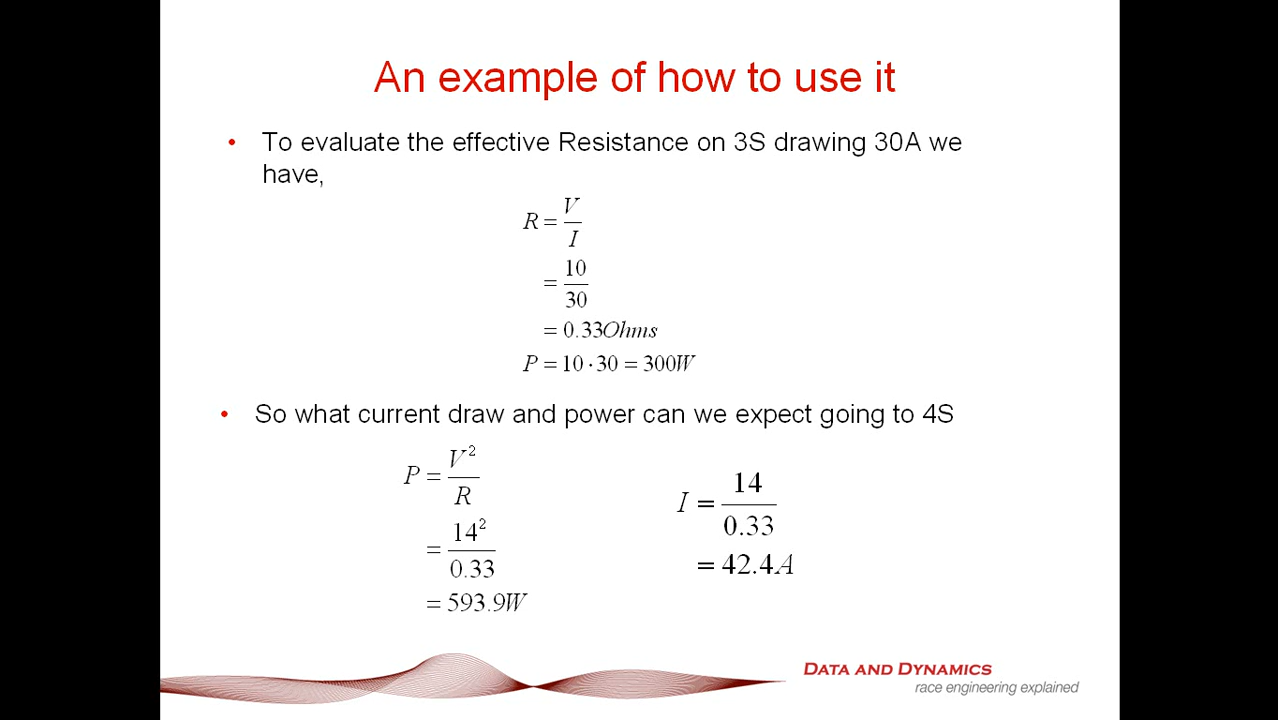 An example of how to use it
• To evaluate the effective Resistance on 3S drawing 30A we
have,
R = V/I
= 10/30
= 0.33Ohms
P = 10 · 30 = 300W
• So what current draw and power can we expect going to 4S
P = V²/R
= 14²/0.33
= 593.9W
I = 14/0.33
= 42.4A
DATA AND DYNAMICS
race engineering explained